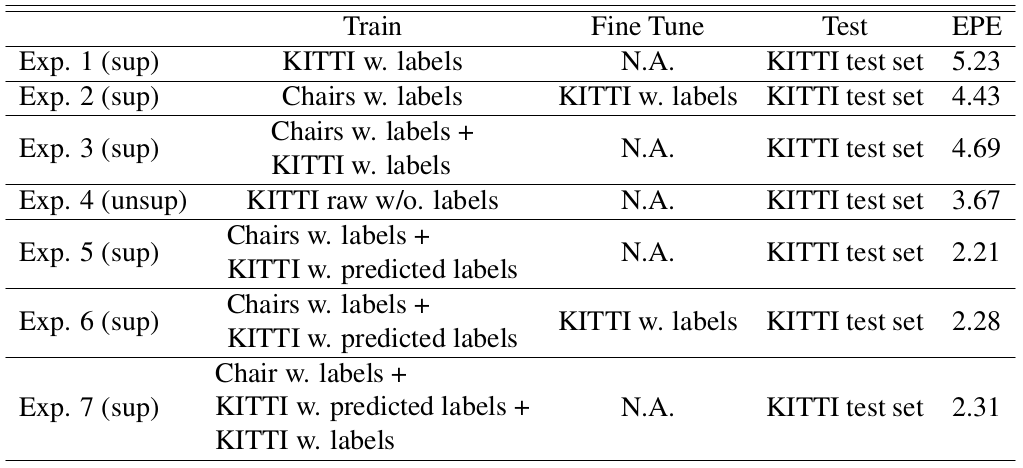 Train Fine Tune Test EPE
Exp. 1 (sup) KITTI w. labels N.A. KITTI test set 5.23
Exp. 2 (sup) Chairs w. labels KITTI w. labels KITTI test set 4.43
Exp. 3 (sup) Chairs w. labels +
KITTI w. labels N.A. KITTI test set 4.69
Exp. 4 (unsup) KITTI raw w/o. labels N.A. KITTI test set 3.67
Exp. 5 (sup) Chairs w. labels +
KITTI w. predicted labels N.A. KITTI test set 2.21
Exp. 6 (sup) Chairs w. labels +
KITTI w. predicted labels KITTI w. labels KITTI test set 2.28
Chair w. labels +
Exp. 7 (sup) KITTI w. predicted labels + N.A. KITTI test set 2.31
KITTI w. labels